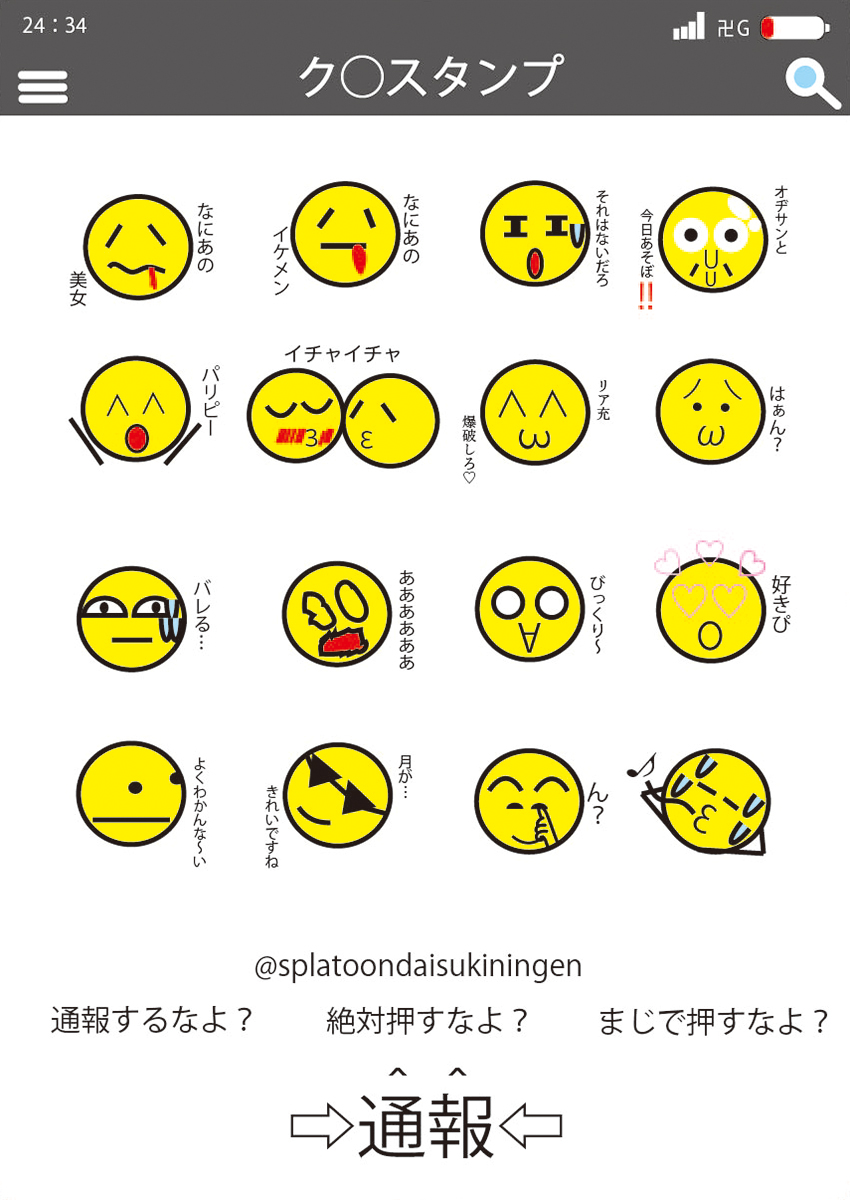 24：34
卍G
ク〇スタンプ
なにあの
美女
なにあの
イケメン
それはないだろ
オヂサンと
今日あそぼ‼
パリピー
イチャイチャ
リア充
爆破しろ♡
はぁん？
バレる…
ああああああ
びっくり～
好きぴ
よくわかんな～い
月が…
きれいですね
ん？
@splatoondaisukiningen
通報するなよ？
絶対押すなよ？
まじで押すなよ？
⇨通報⇦